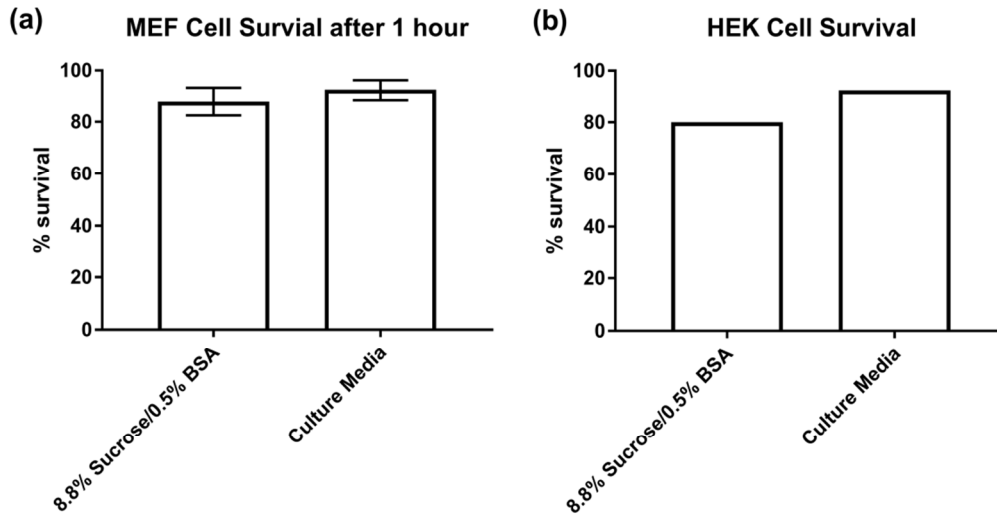 (a)
MEF Cell Survial after 1 hour
% survival
100
80
60
40
20
0
8.8% Sucrose/0.5% BSA
Culture Media
(b)
HEK Cell Survival
% survival
100
80
60
40
20
0
8.8% Sucrose/0.5% BSA
Culture Media